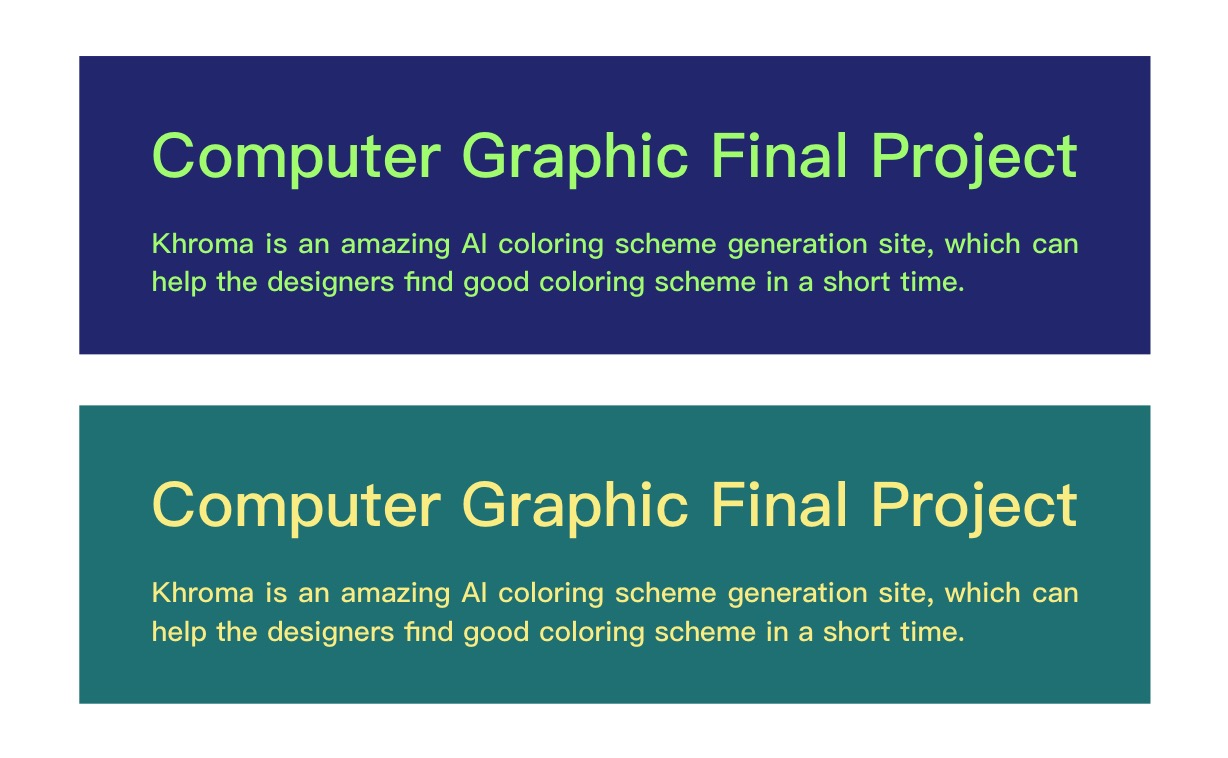 Computer Graphic Final Project
Khroma is an amazing AI coloring scheme generation site, which can
help the designers find good coloring scheme in a short time.
Computer Graphic Final Project
Khroma is an amazing AI coloring scheme generation site, which can
help the designers find good coloring scheme in a short time.